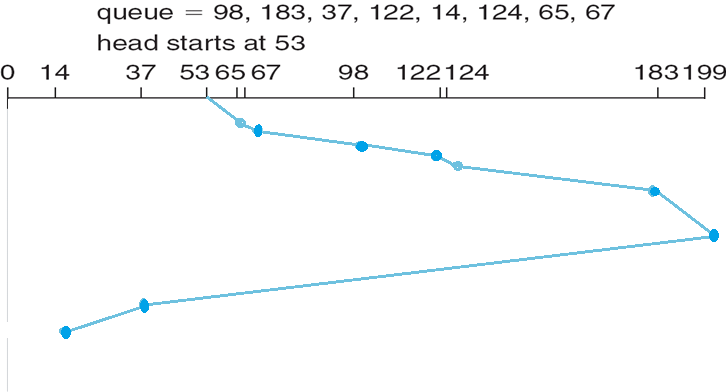 queue = 98, 183, 37, 122, 14, 124, 65, 67
head starts at 53
0 14 37 53 65 67 98 122 124 183 199